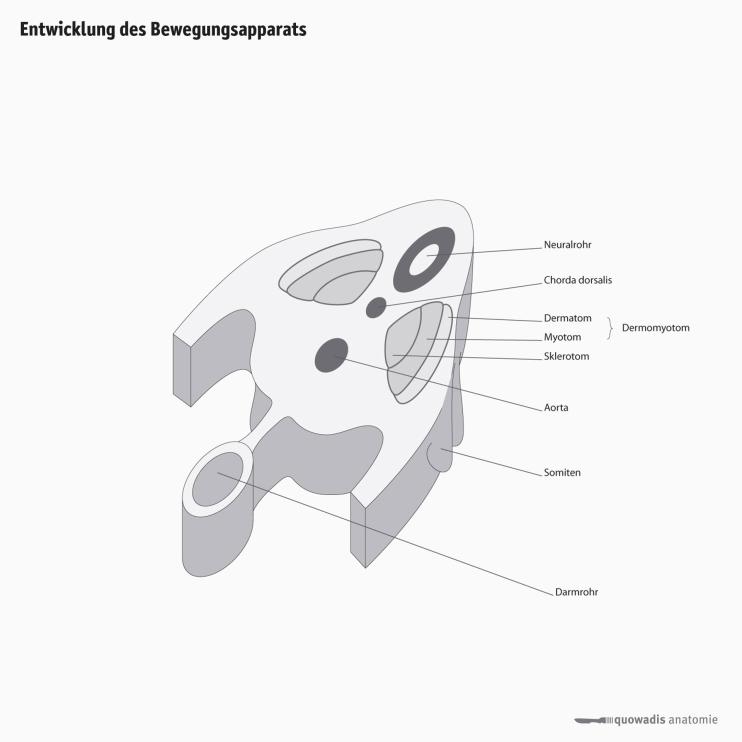 Entwicklung des Bewegungsapparats
Neuralrohr
Chorda dorsalis
Dermatom
Dermomyotom
Myotom
Sklerotom
Aorta
Somiten
Darmrohr
quowadis anatomie